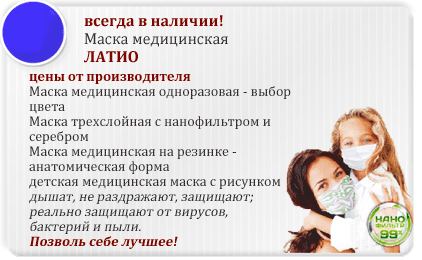 всегда в наличии!
Маска медицинская
ЛАТИО
цены от производителя
Маска медицинская одноразовая - выбор
цвета
Маска трехслойная с нанофильтром и
серебром
Маска медицинская на резинке -
анатомическая форма
детская медицинская маска с рисунком
дышат, не раздражают, защищают;
реально защищают от вирусов,
бактерий и пыли.
Позволь себе лучшее!
НАНО
ФИЛЬТР
99%